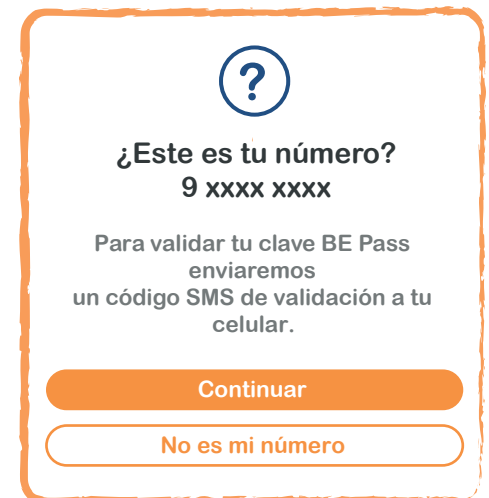 ?
¿Este es tu número?
9 xxxx xxxx
Para validar tu clave BE Pass
enviaremos
un código SMS de validación a tu
celular.
Continuar
No es mi número